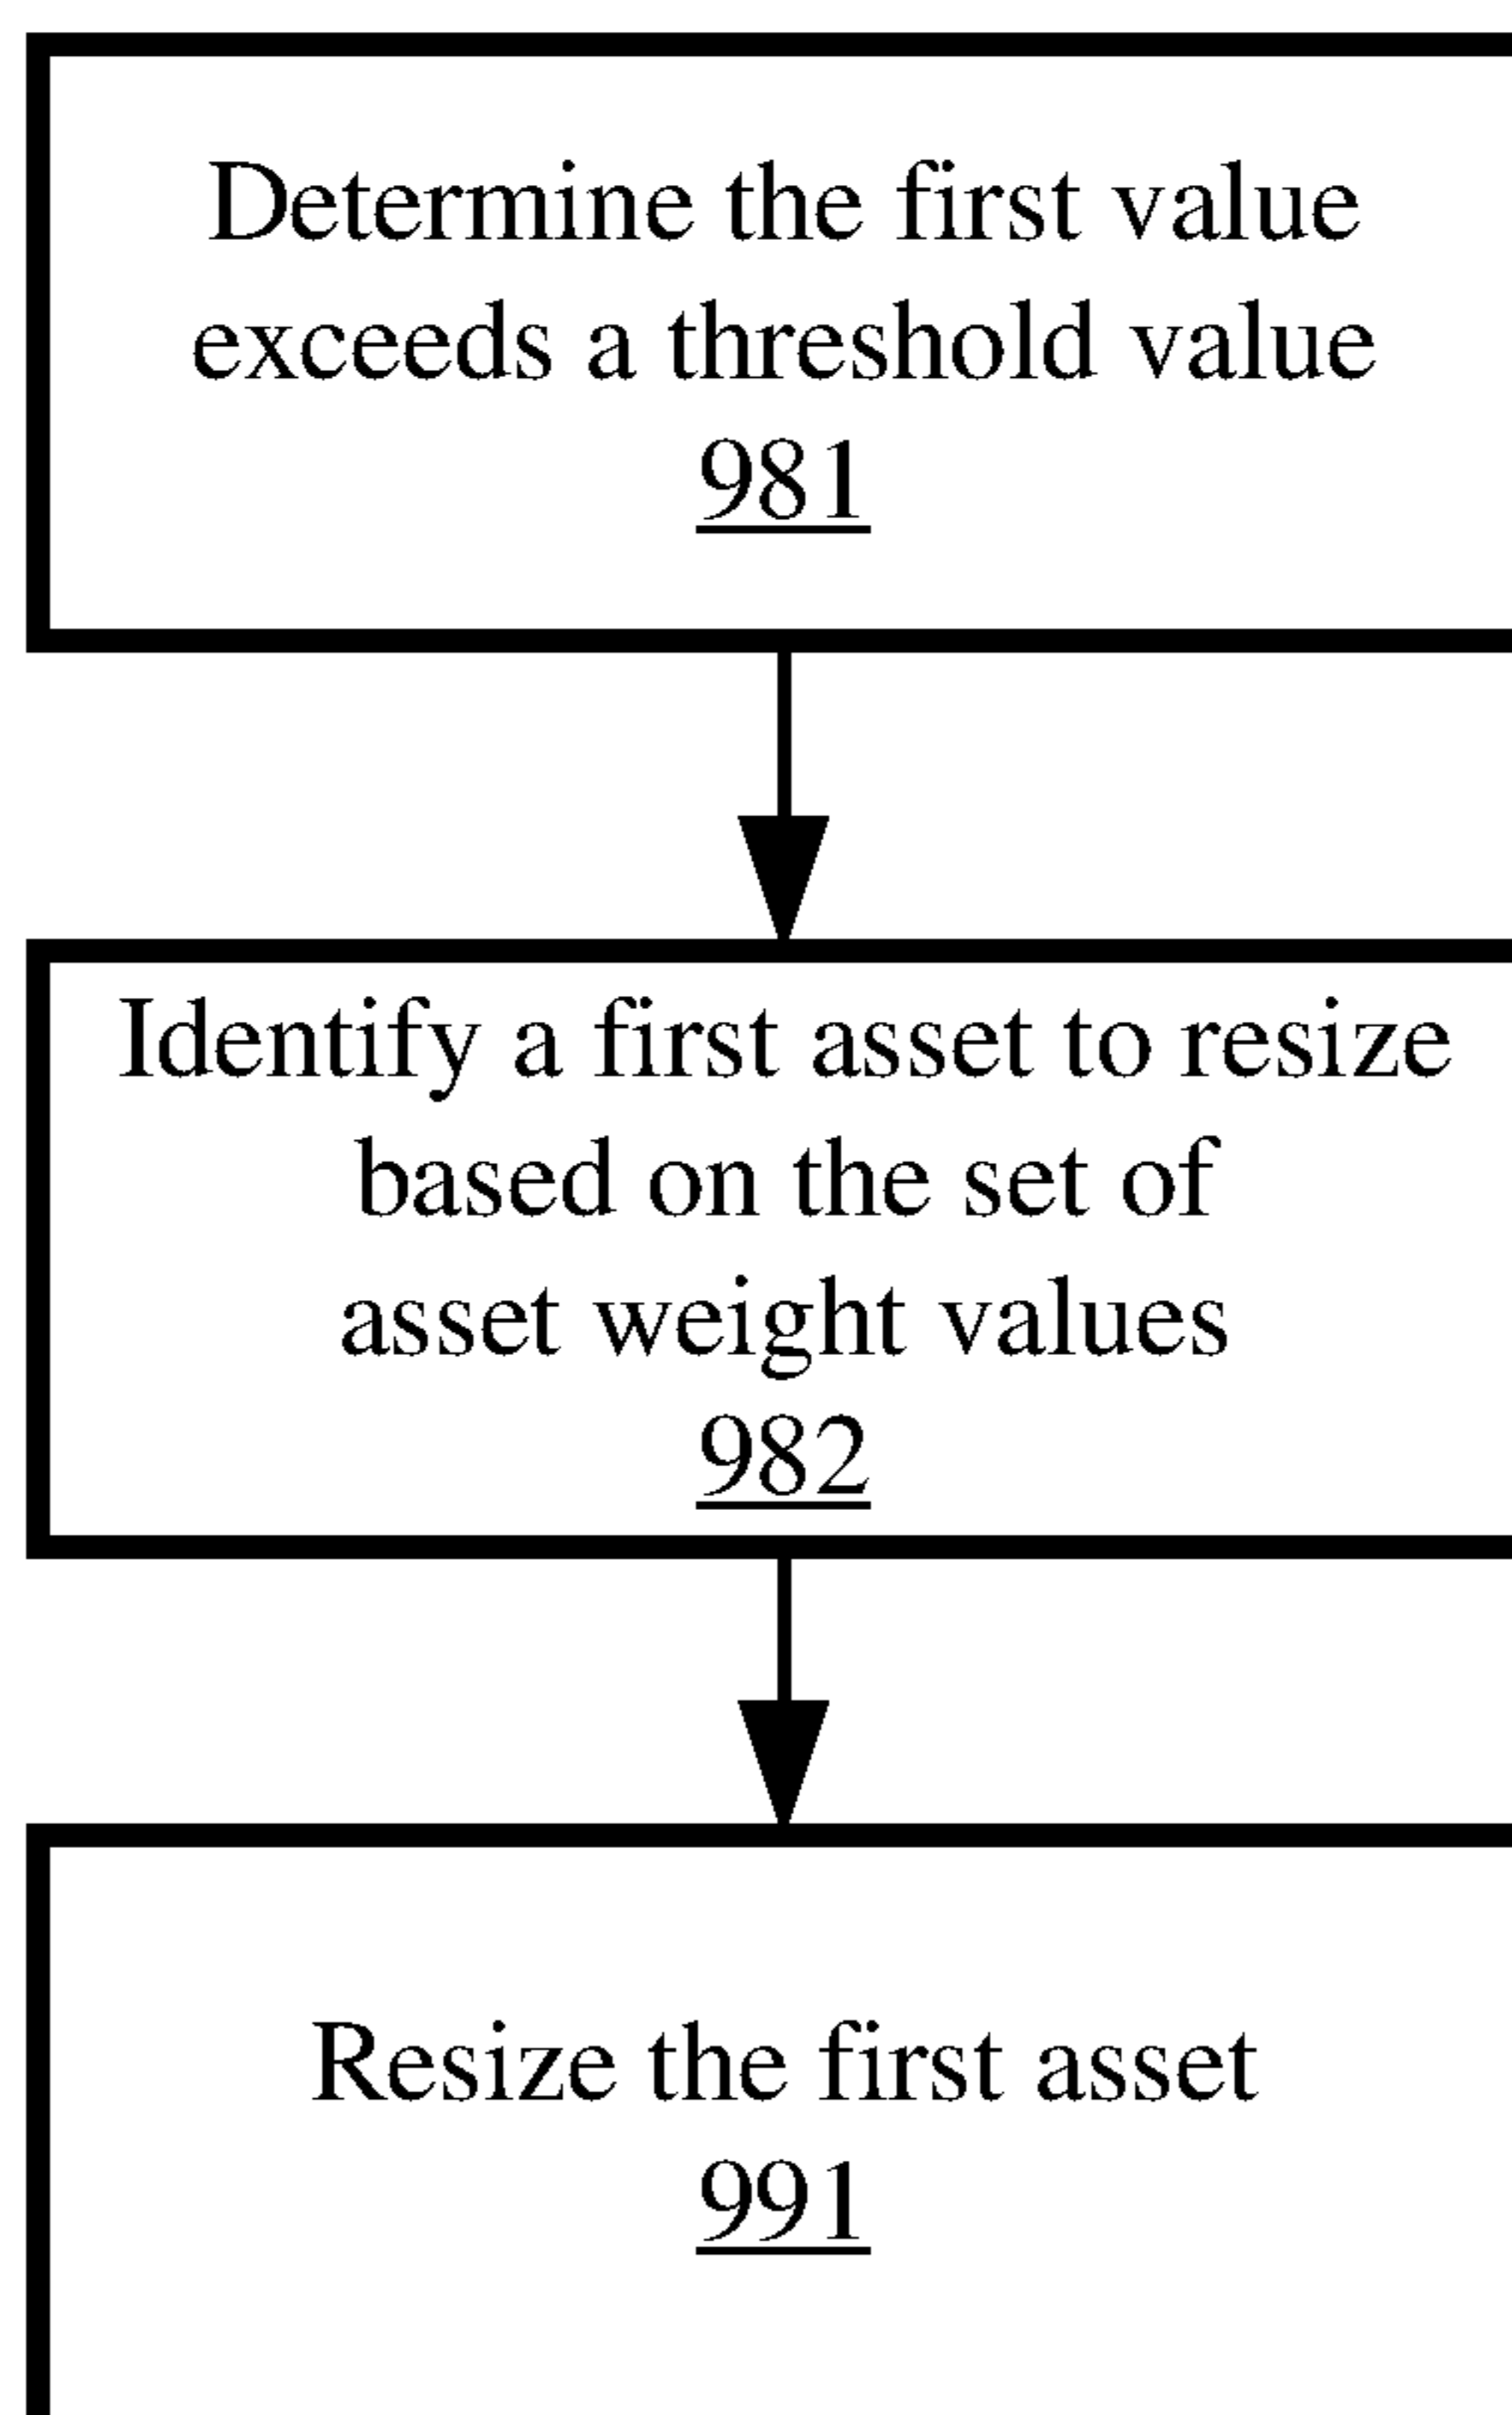 Determine the first value
exceeds a threshold value
981
Identify a first asset to resize
based on the set of
asset weight values
982
Resize the first asset
991